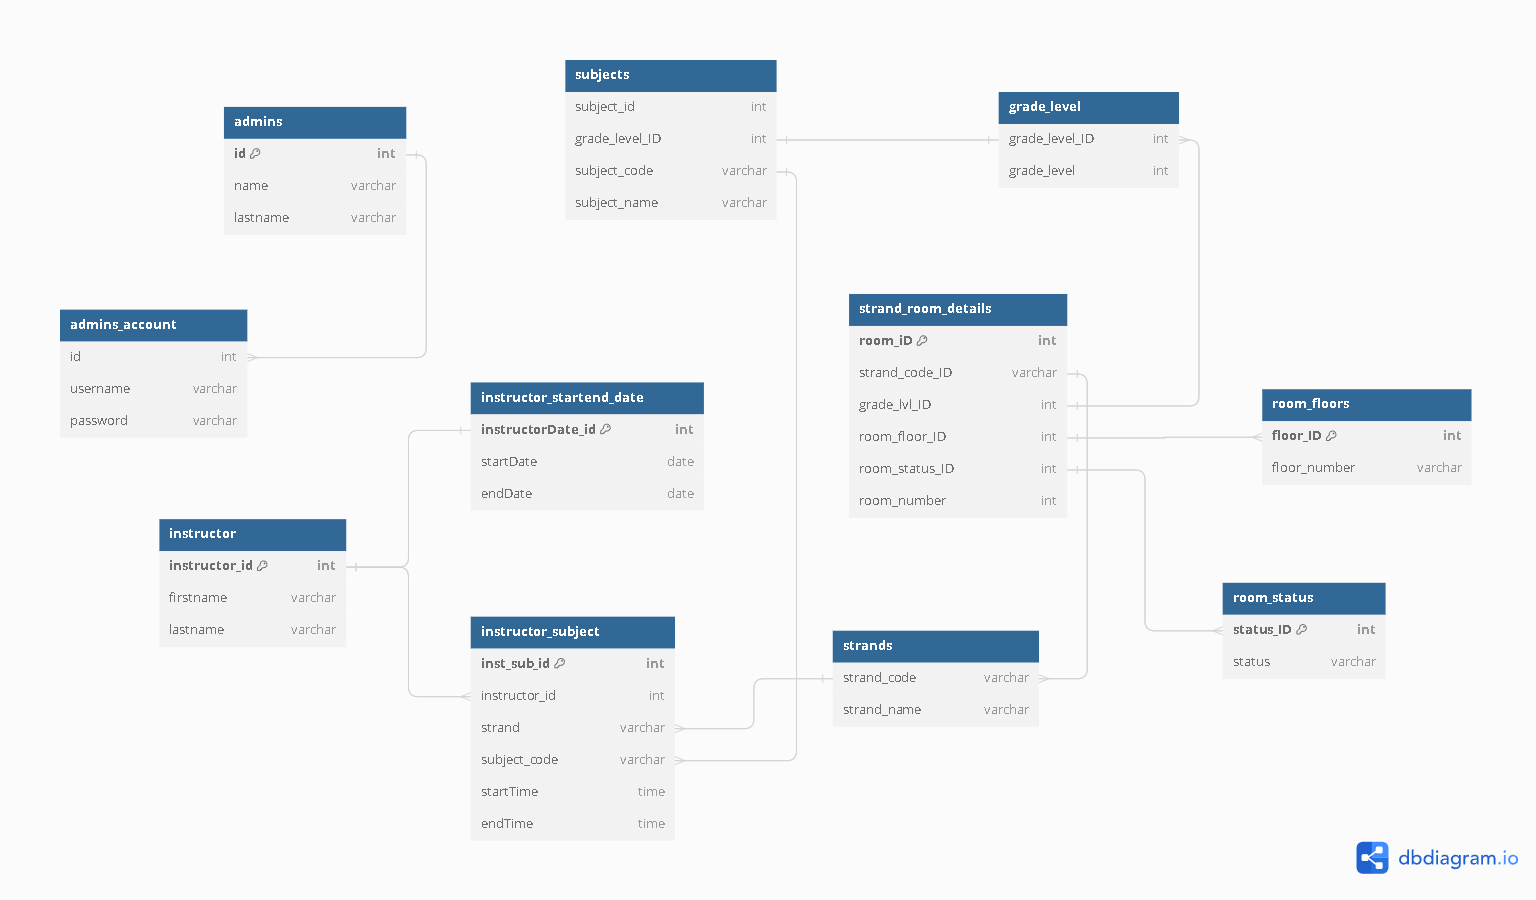 subjects
subject_id int
grade_level_ID int
subject_code varchar
subject_name varchar
grade_level
grade_level_ID int
grade_level int
admins
id int
name varchar
lastname varchar
strand_room_details
room_iD int
strand_code_ID varchar
grade_lvl_ID int
room_floor_ID int
room_status_ID int
room_number int
admins_account
id int
username varchar
password varchar
instructor_startend_date
instructorDate_id int
startDate date
endDate date
room_floors
floor_ID int
floor_number varchar
instructor
instructor_id int
firstname varchar
lastname varchar
room_status
status_ID int
status varchar
instructor_subject
inst_sub_id int
instructor_id int
strand varchar
subject_code varchar
startTime time
endTime time
strands
strand_code varchar
strand_name varchar
dbdiagram.io